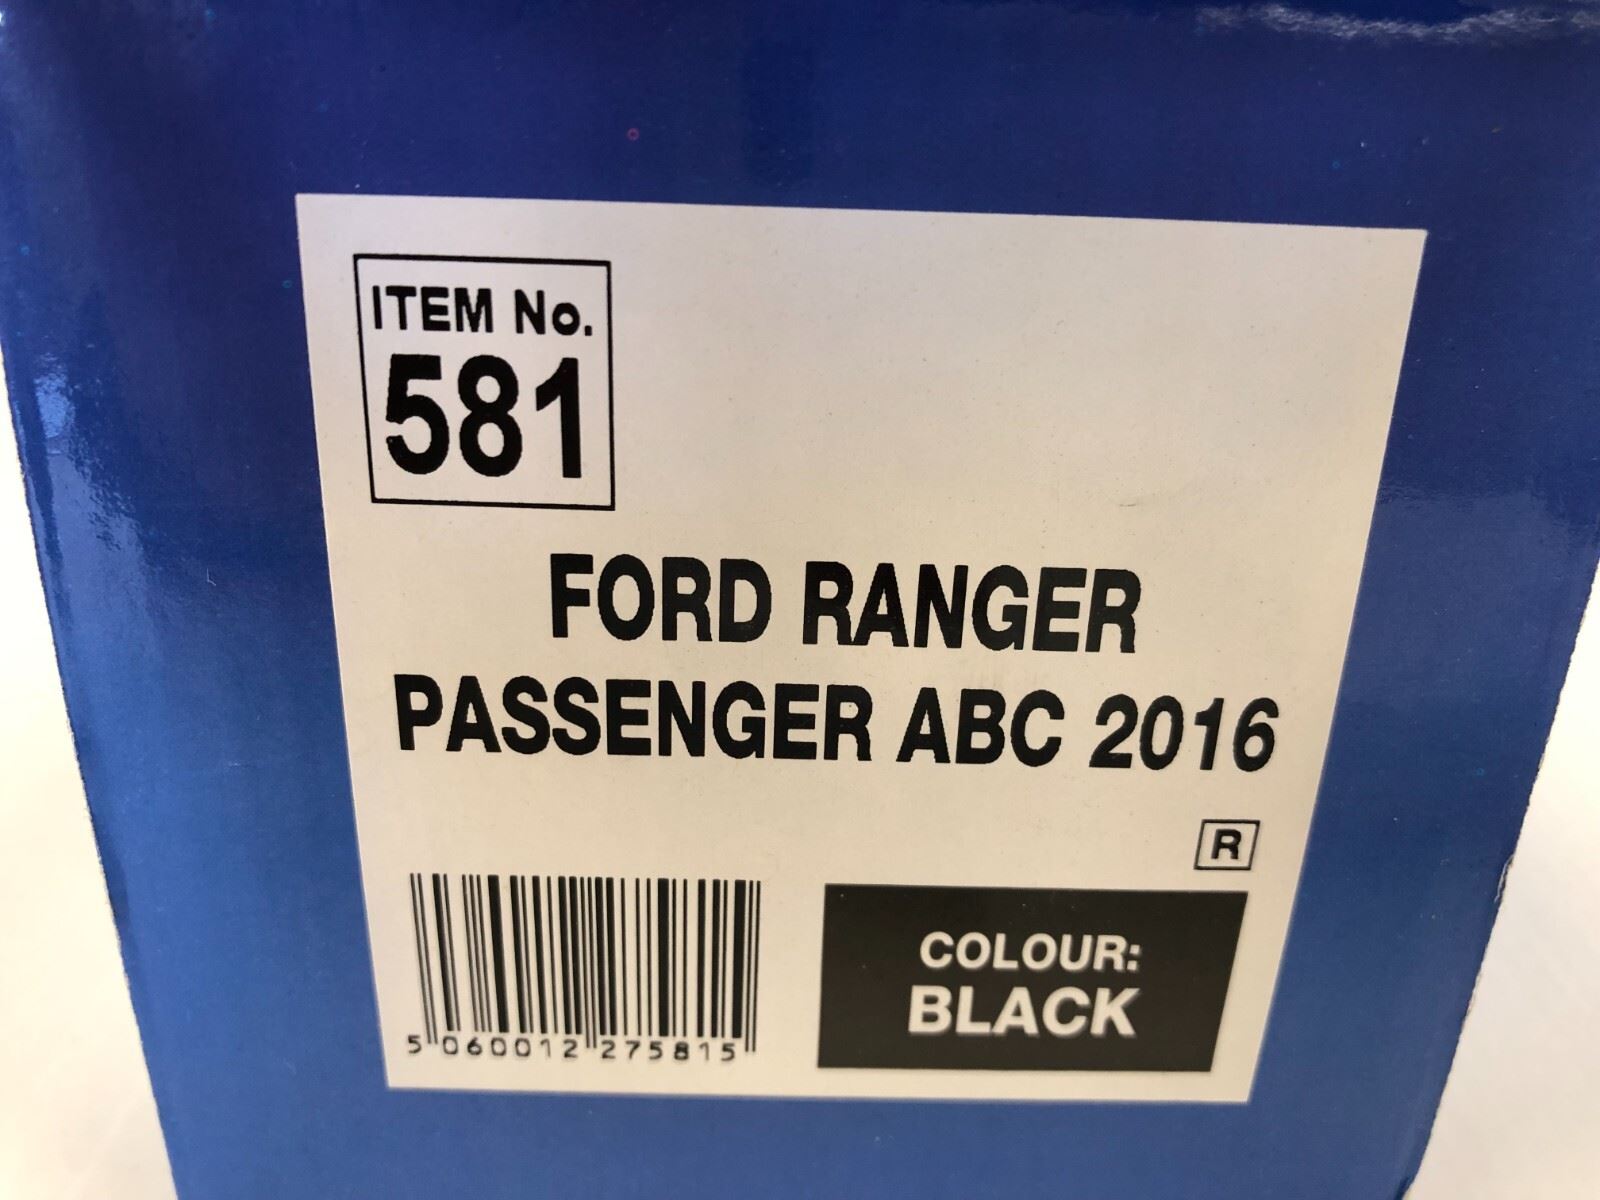 ITEM No.
581
FORD RANGER
PASSENGER ABC 2016
R
COLOUR:
BLACK
5 060012 275815